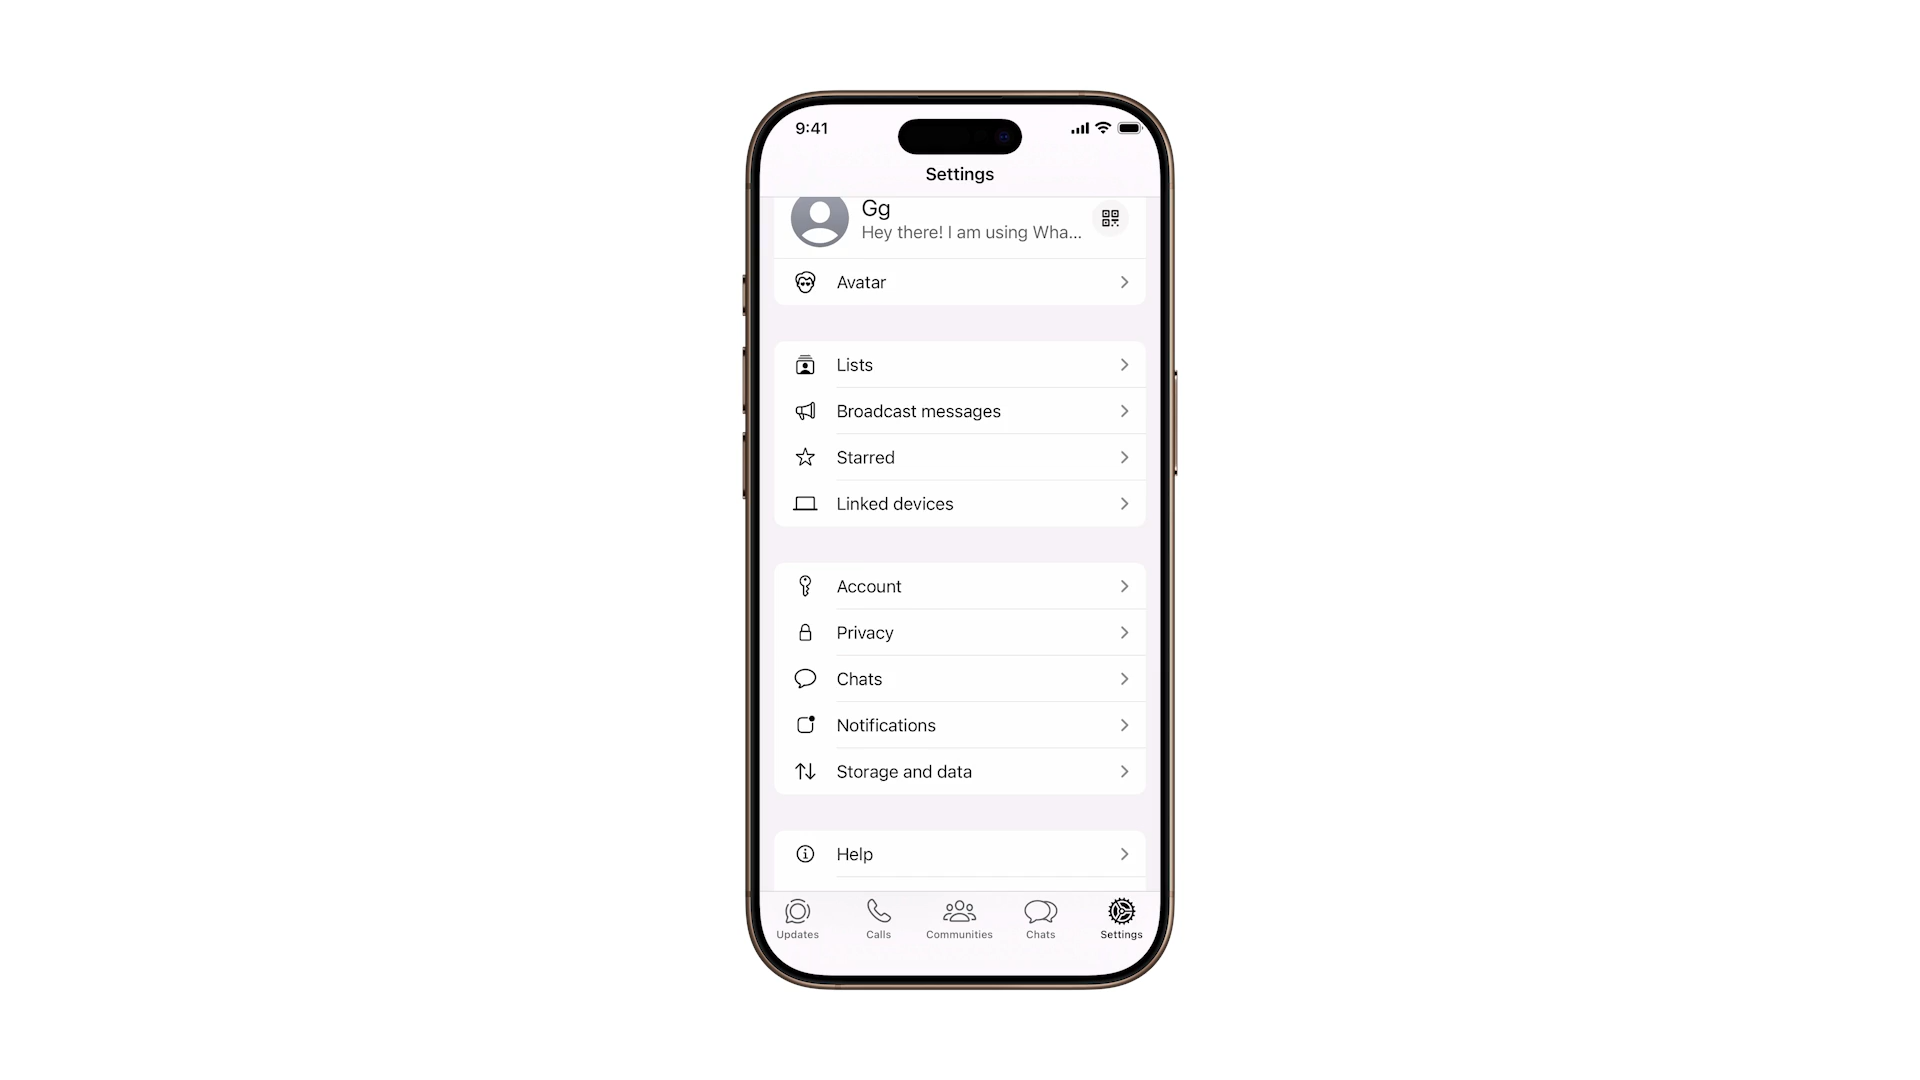 9:41
Settings
Gg
Hey there! I am using Wha...
Avatar
Lists
Broadcast messages
Starred
Linked devices
Account
Privacy
Chats
Notifications
Storage and data
Help
Updates
Calls
Communities
Chats
Settings